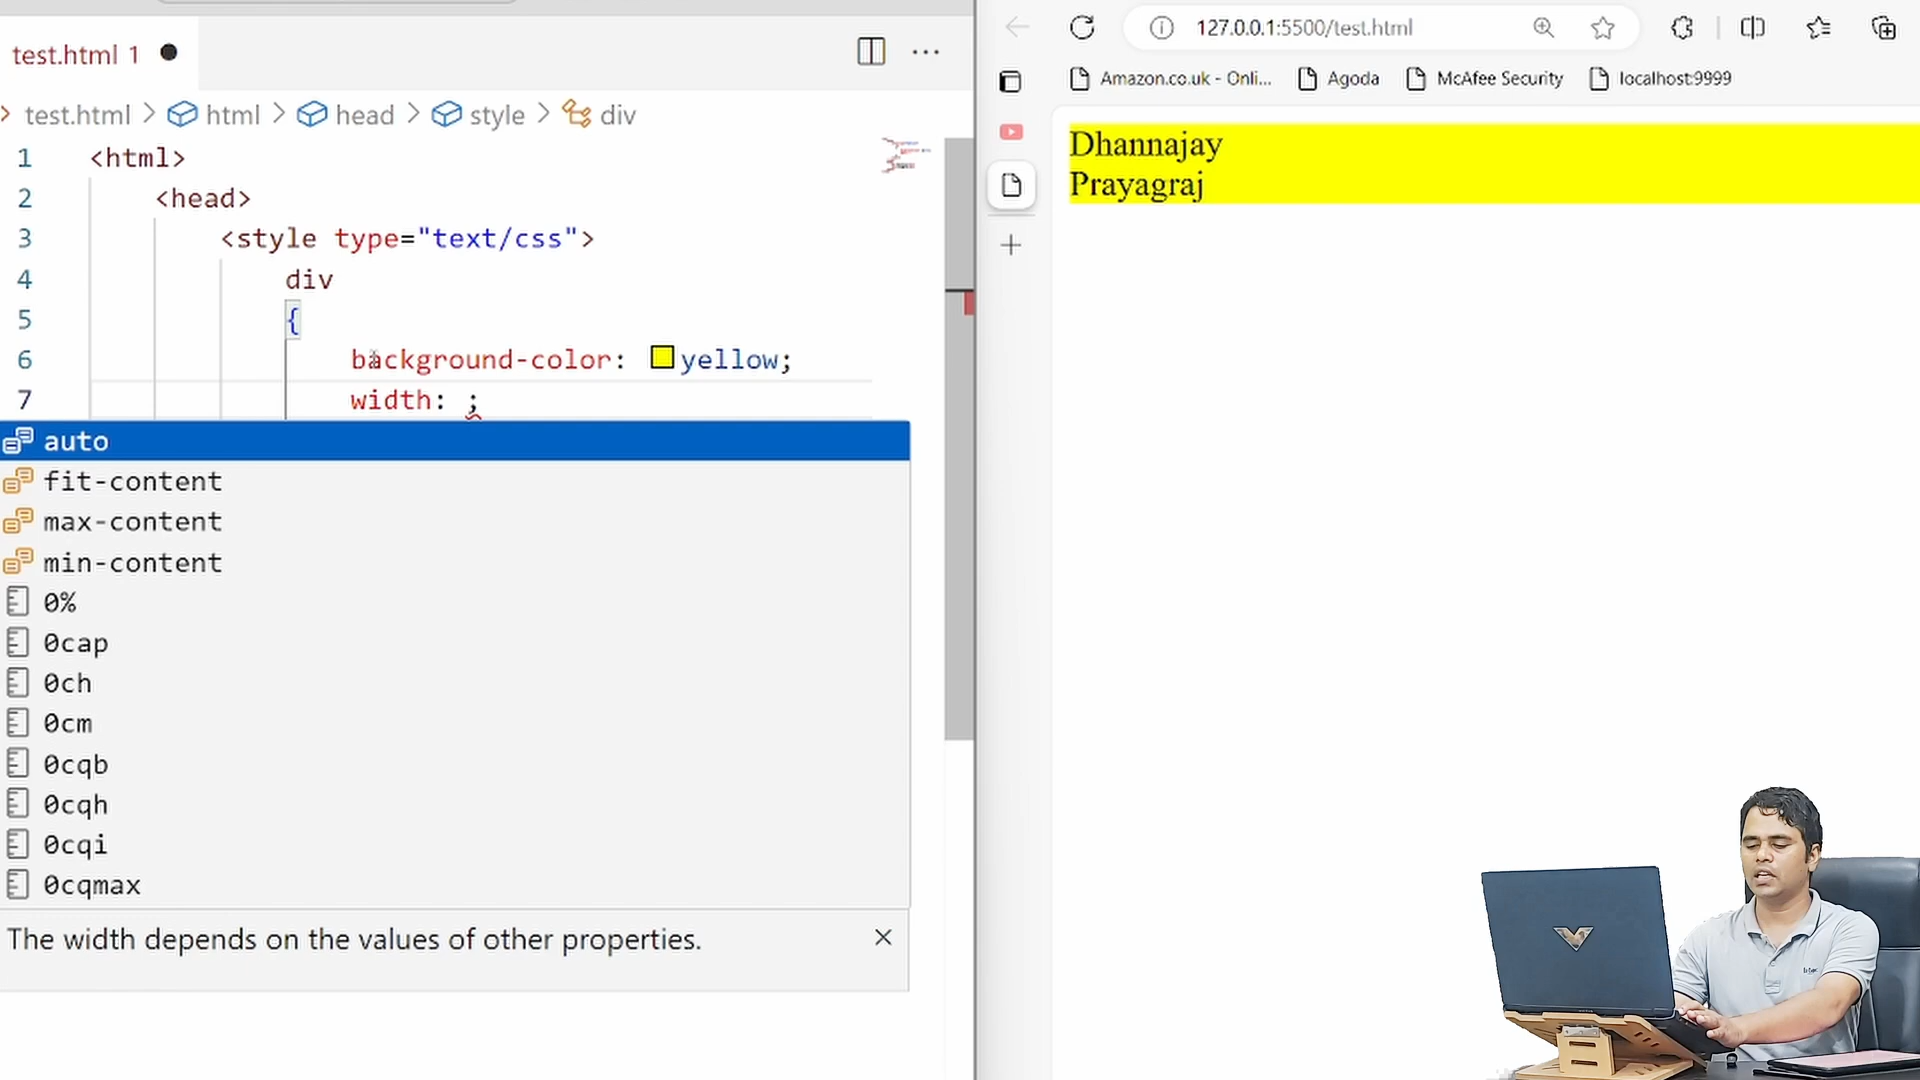 test.html 1
test.html > html > head > style > div
1 <html>
2 <head>
3 <style type="text/css">
4 div
5 {
6 background-color: yellow;
7 width: ;
auto
fit-content
max-content
min-content
0%
0cap
0ch
0cm
0cqb
0cqh
0cqi
0cqmax
The width depends on the values of other properties.
127.0.0.1:5500/test.html
Amazon.co.uk - Onli...
Agoda
McAfee Security
localhost:9999
Dhannajay
Prayagraj